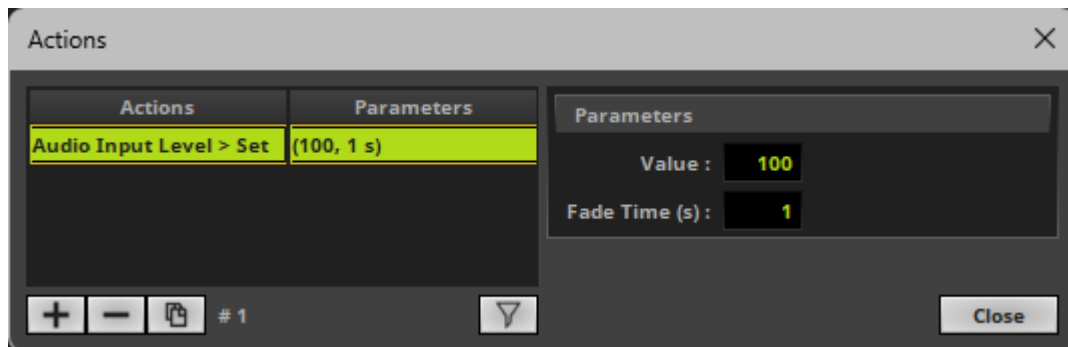 Actions
Actions Parameters
Audio Input Level > Set (100, 1 s)
Parameters
Value : 100
Fade Time (s) : 1
# 1
Close